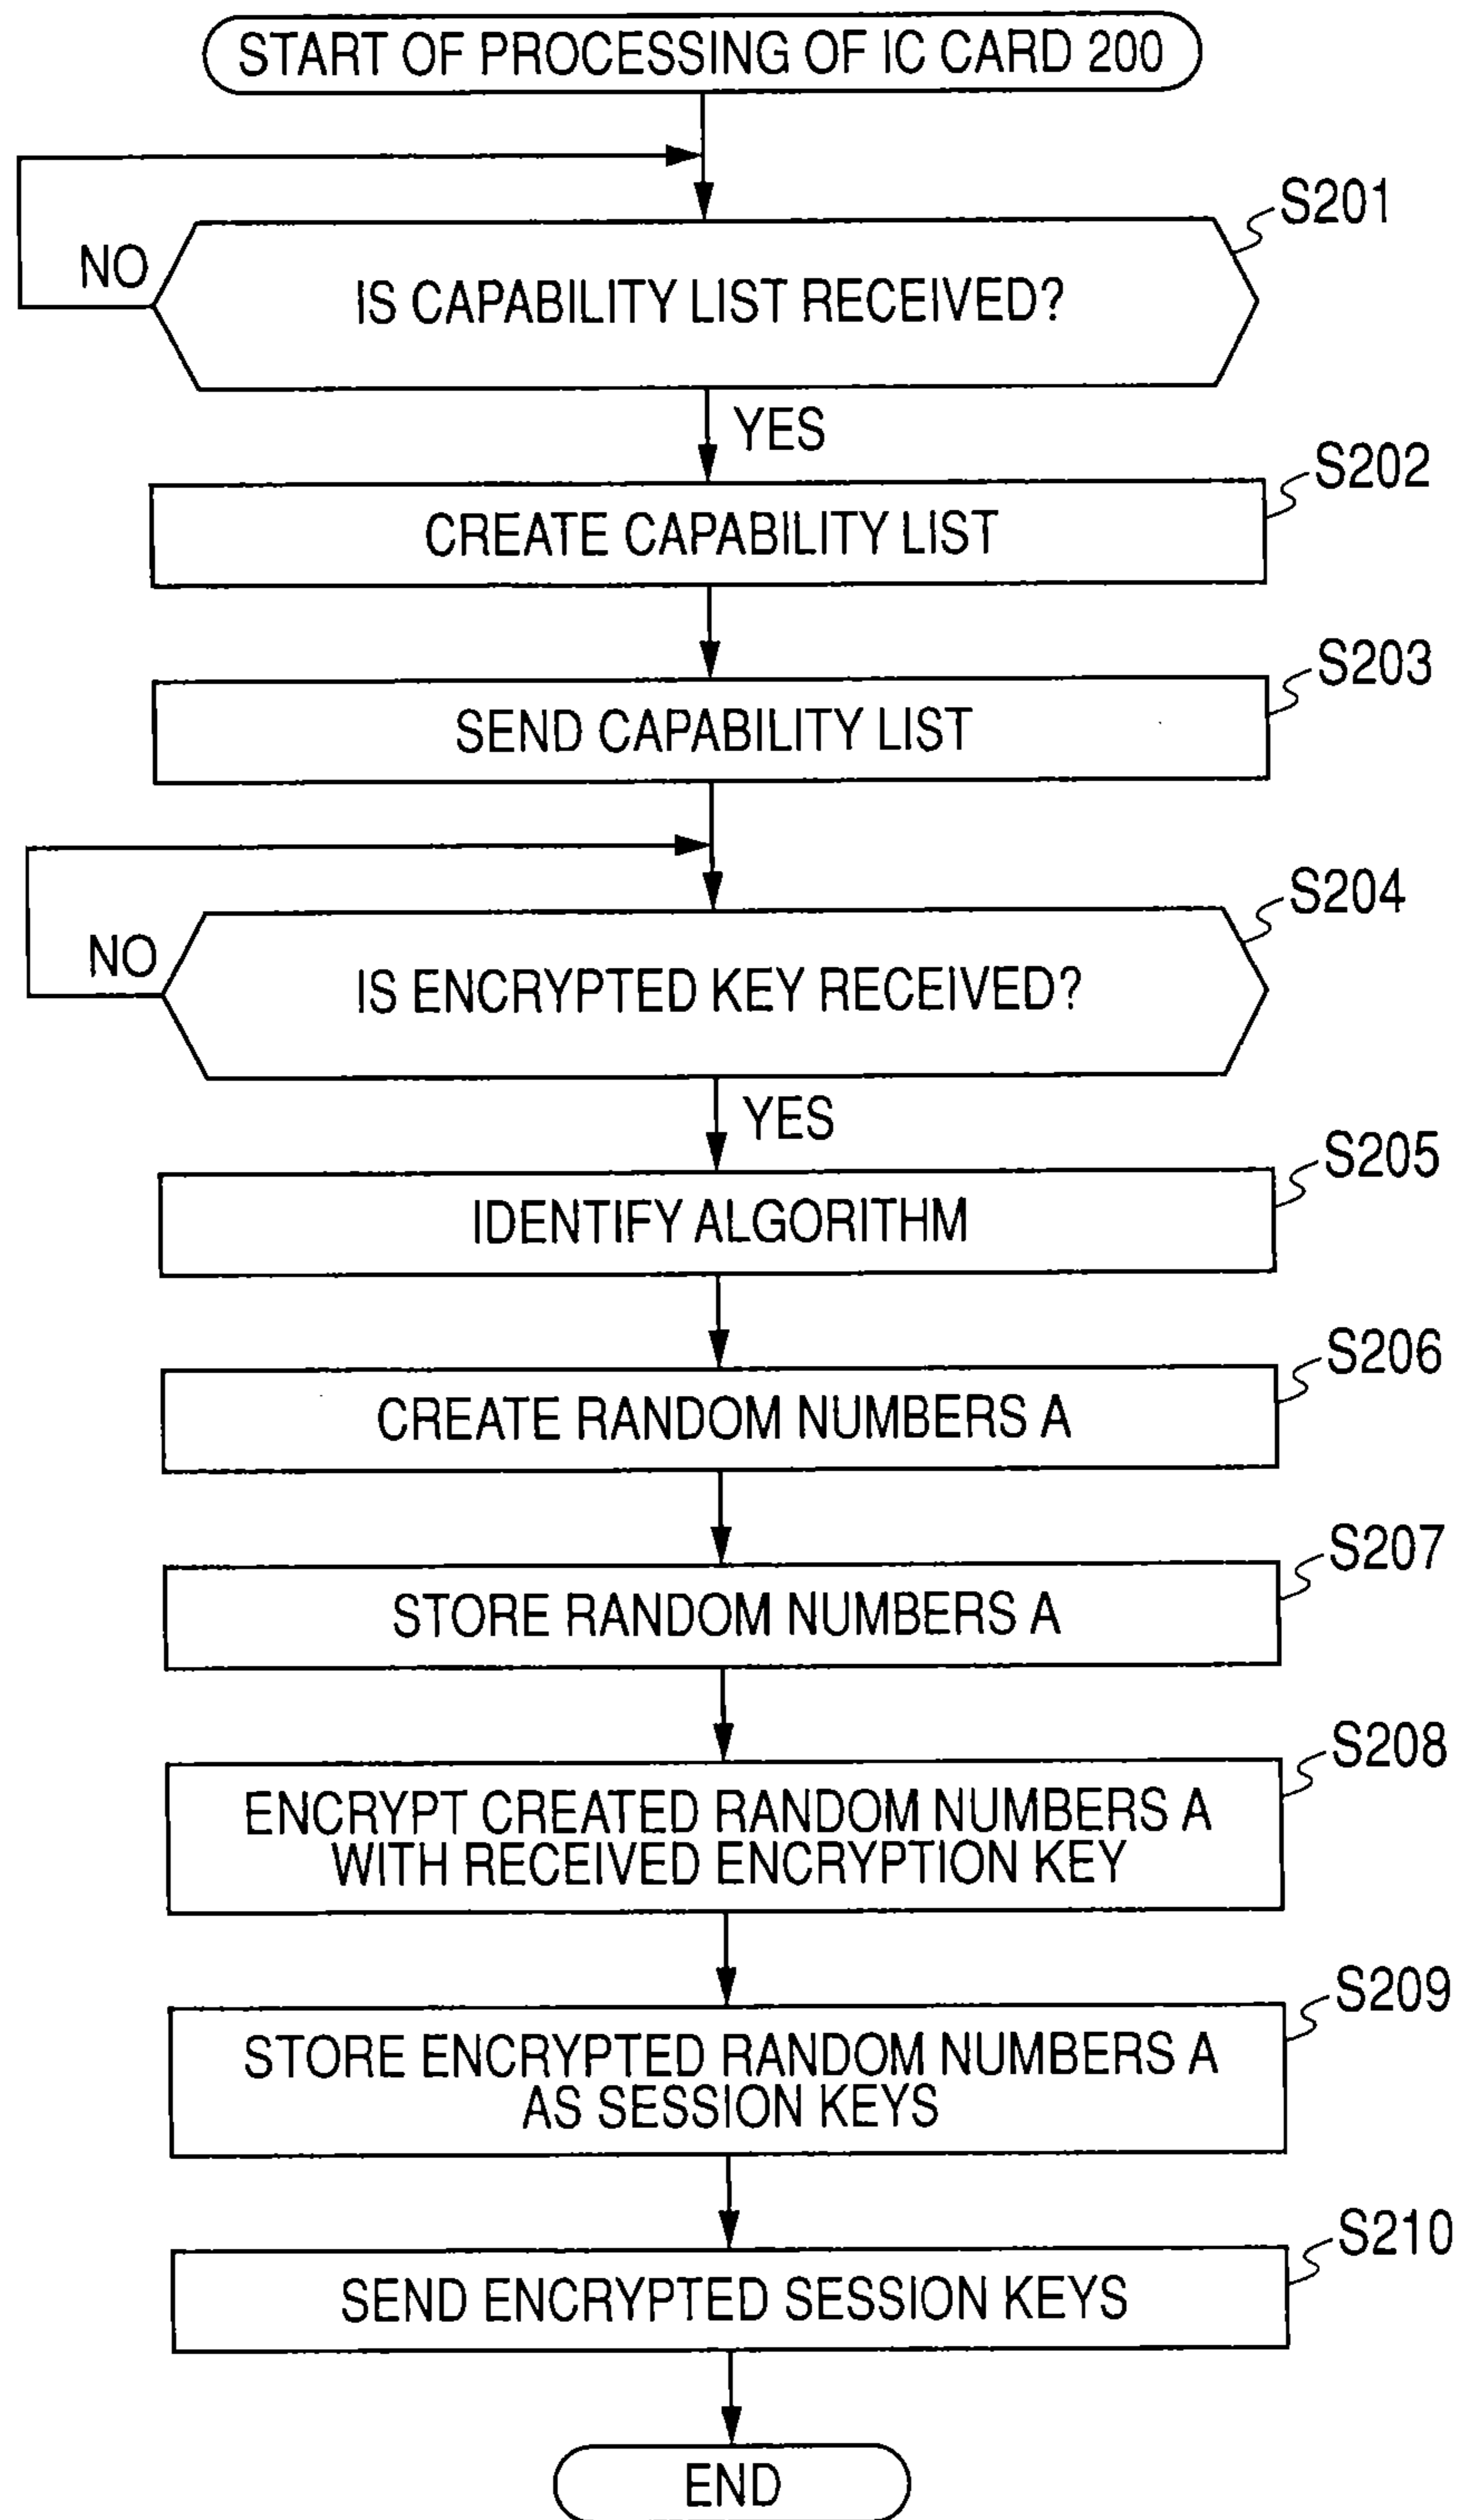 START OF PROCESSING OF IC CARD 200
S201
NO
IS CAPABILITY LIST RECEIVED?
YES
S202
CREATE CAPABILITY LIST
S203
SEND CAPABILITY LIST
S204
NO
IS ENCRYPTED KEY RECEIVED?
YES
S205
IDENTIFY ALGORITHM
S206
CREATE RANDOM NUMBERS A
S207
STORE RANDOM NUMBERS A
S208
ENCRYPT CREATED RANDOM NUMBERS A
WITH RECEIVED ENCRYPTION KEY
S209
STORE ENCRYPTED RANDOM NUMBERS A
AS SESSION KEYS
S210
SEND ENCRYPTED SESSION KEYS
END